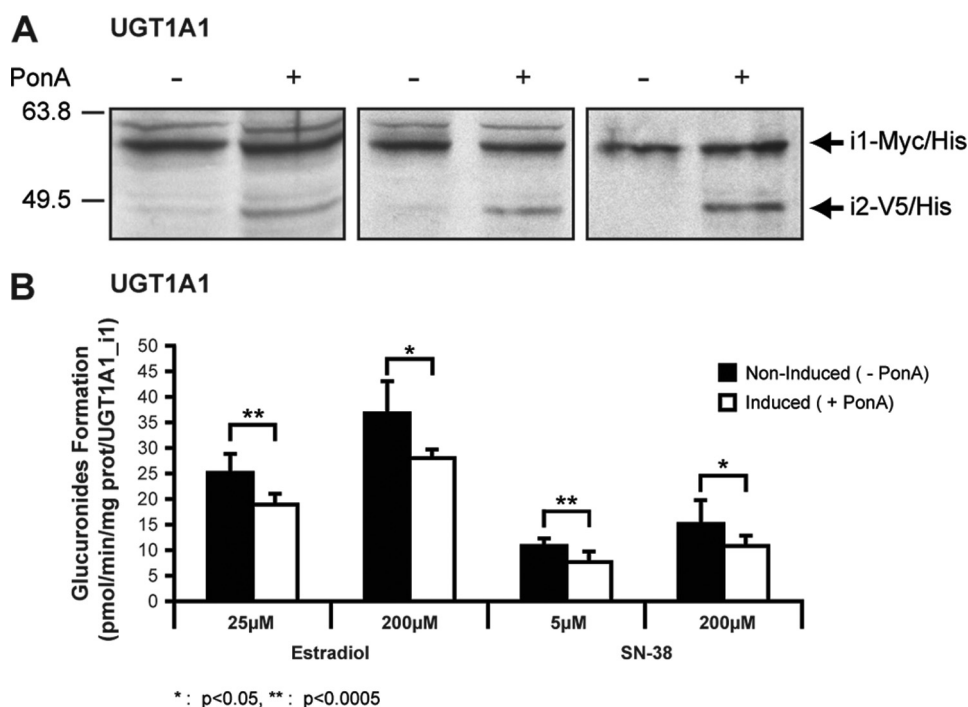 A UGT1A1
PonA - + - + - +
63.8
i1-Myc/His
49.5
i2-V5/His
B UGT1A1
Glucuronides Formation
(pmol/min/mg prot/UGT1A1_i1)
50
45
40
35
30
25
20
15
10
5
0
** * ** *
Non-Induced ( - PonA)
Induced ( + PonA)
25µM 200µM 5µM 200µM
Estradiol SN-38
* : p<0.05, ** : p<0.0005